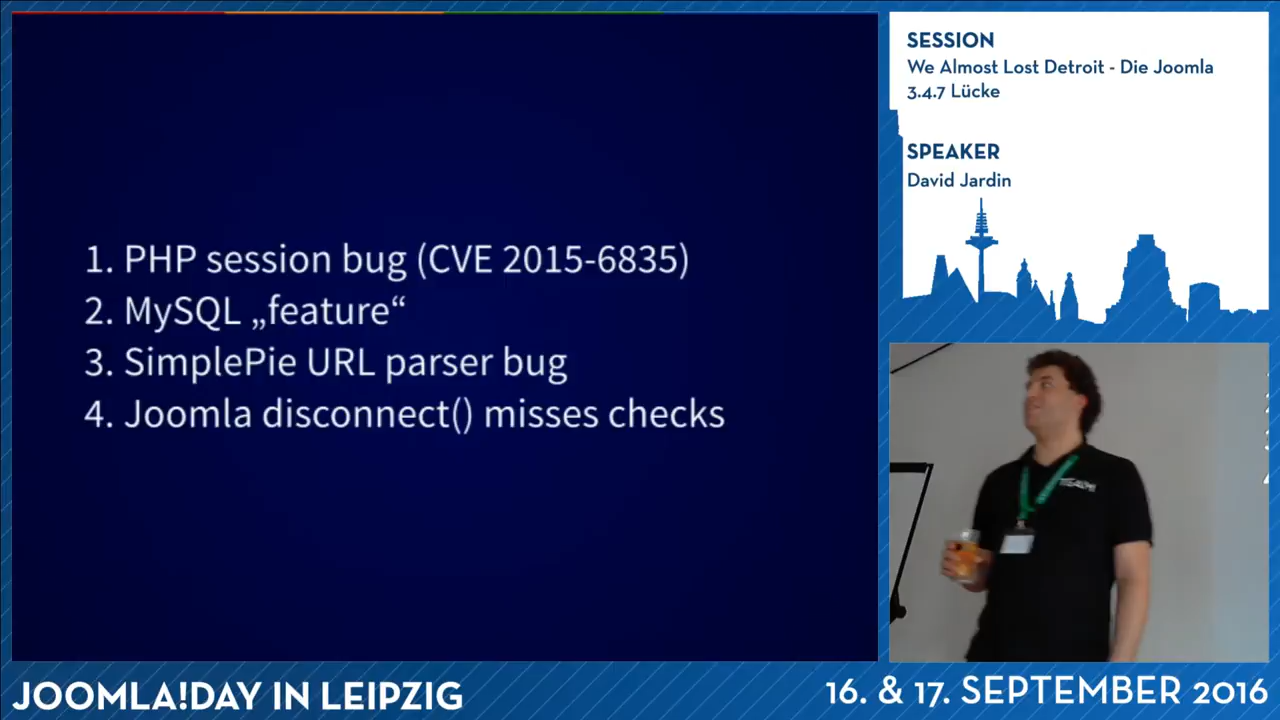 1. PHP session bug (CVE 2015-6835)
2. MySQL „feature“
3. SimplePie URL parser bug
4. Joomla disconnect() misses checks
SESSION
We Almost Lost Detroit - Die Joomla
3.4.7 Lücke
SPEAKER
David Jardin
JOOMLA!DAY IN LEIPZIG
16. & 17. SEPTEMBER 2016